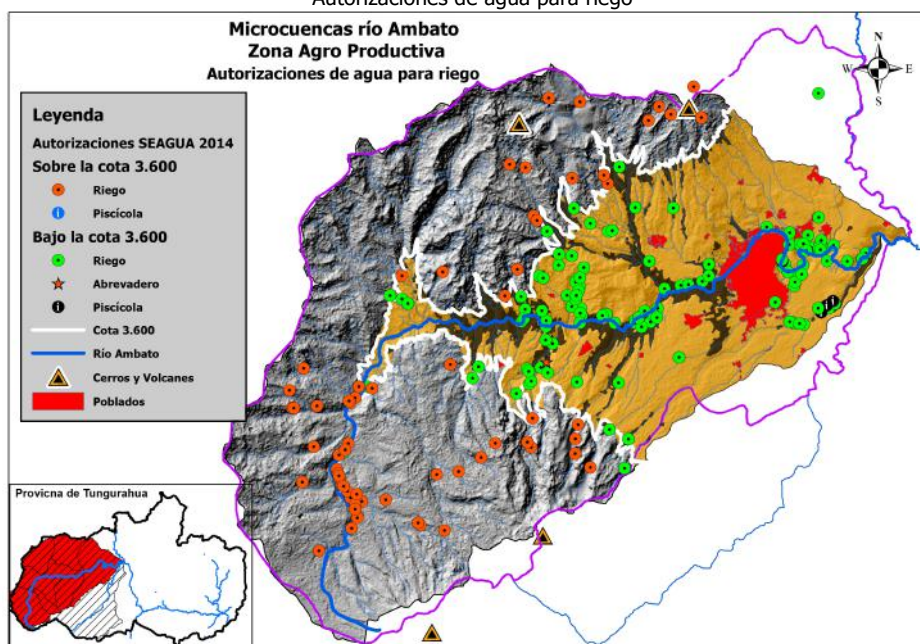 Autorizaciones de agua para riego
Microcuencas río Ambato
Zona Agro Productiva
Autorizaciones de agua para riego
N
W
E
S
Leyenda
Autorizaciones SEAGUA 2014
Sobre la cota 3.600
Riego
Piscícola
Bajo la cota 3.600
Riego
Abrevadero
Piscícola
Cota 3.600
Río Ambato
Cerros y Volcanes
Poblados
Provicna de Tungurahua